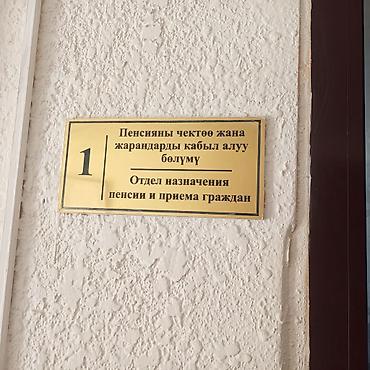 1
Пенсияны чектөө жана
жарандарды кабыл алуу
бөлүмү
Отдел назначения
пенсии и приема граждан